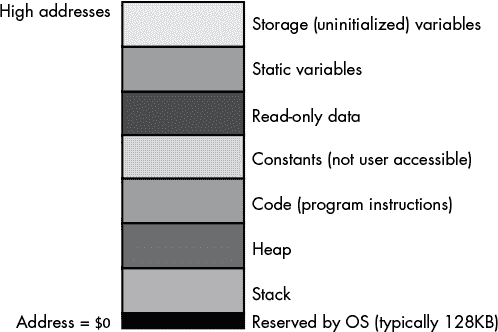 High addresses
Storage (uninitialized) variables
Static variables
Read-only data
Constants (not user accessible)
Code (program instructions)
Heap
Stack
Address = $0
Reserved by OS (typically 128KB)